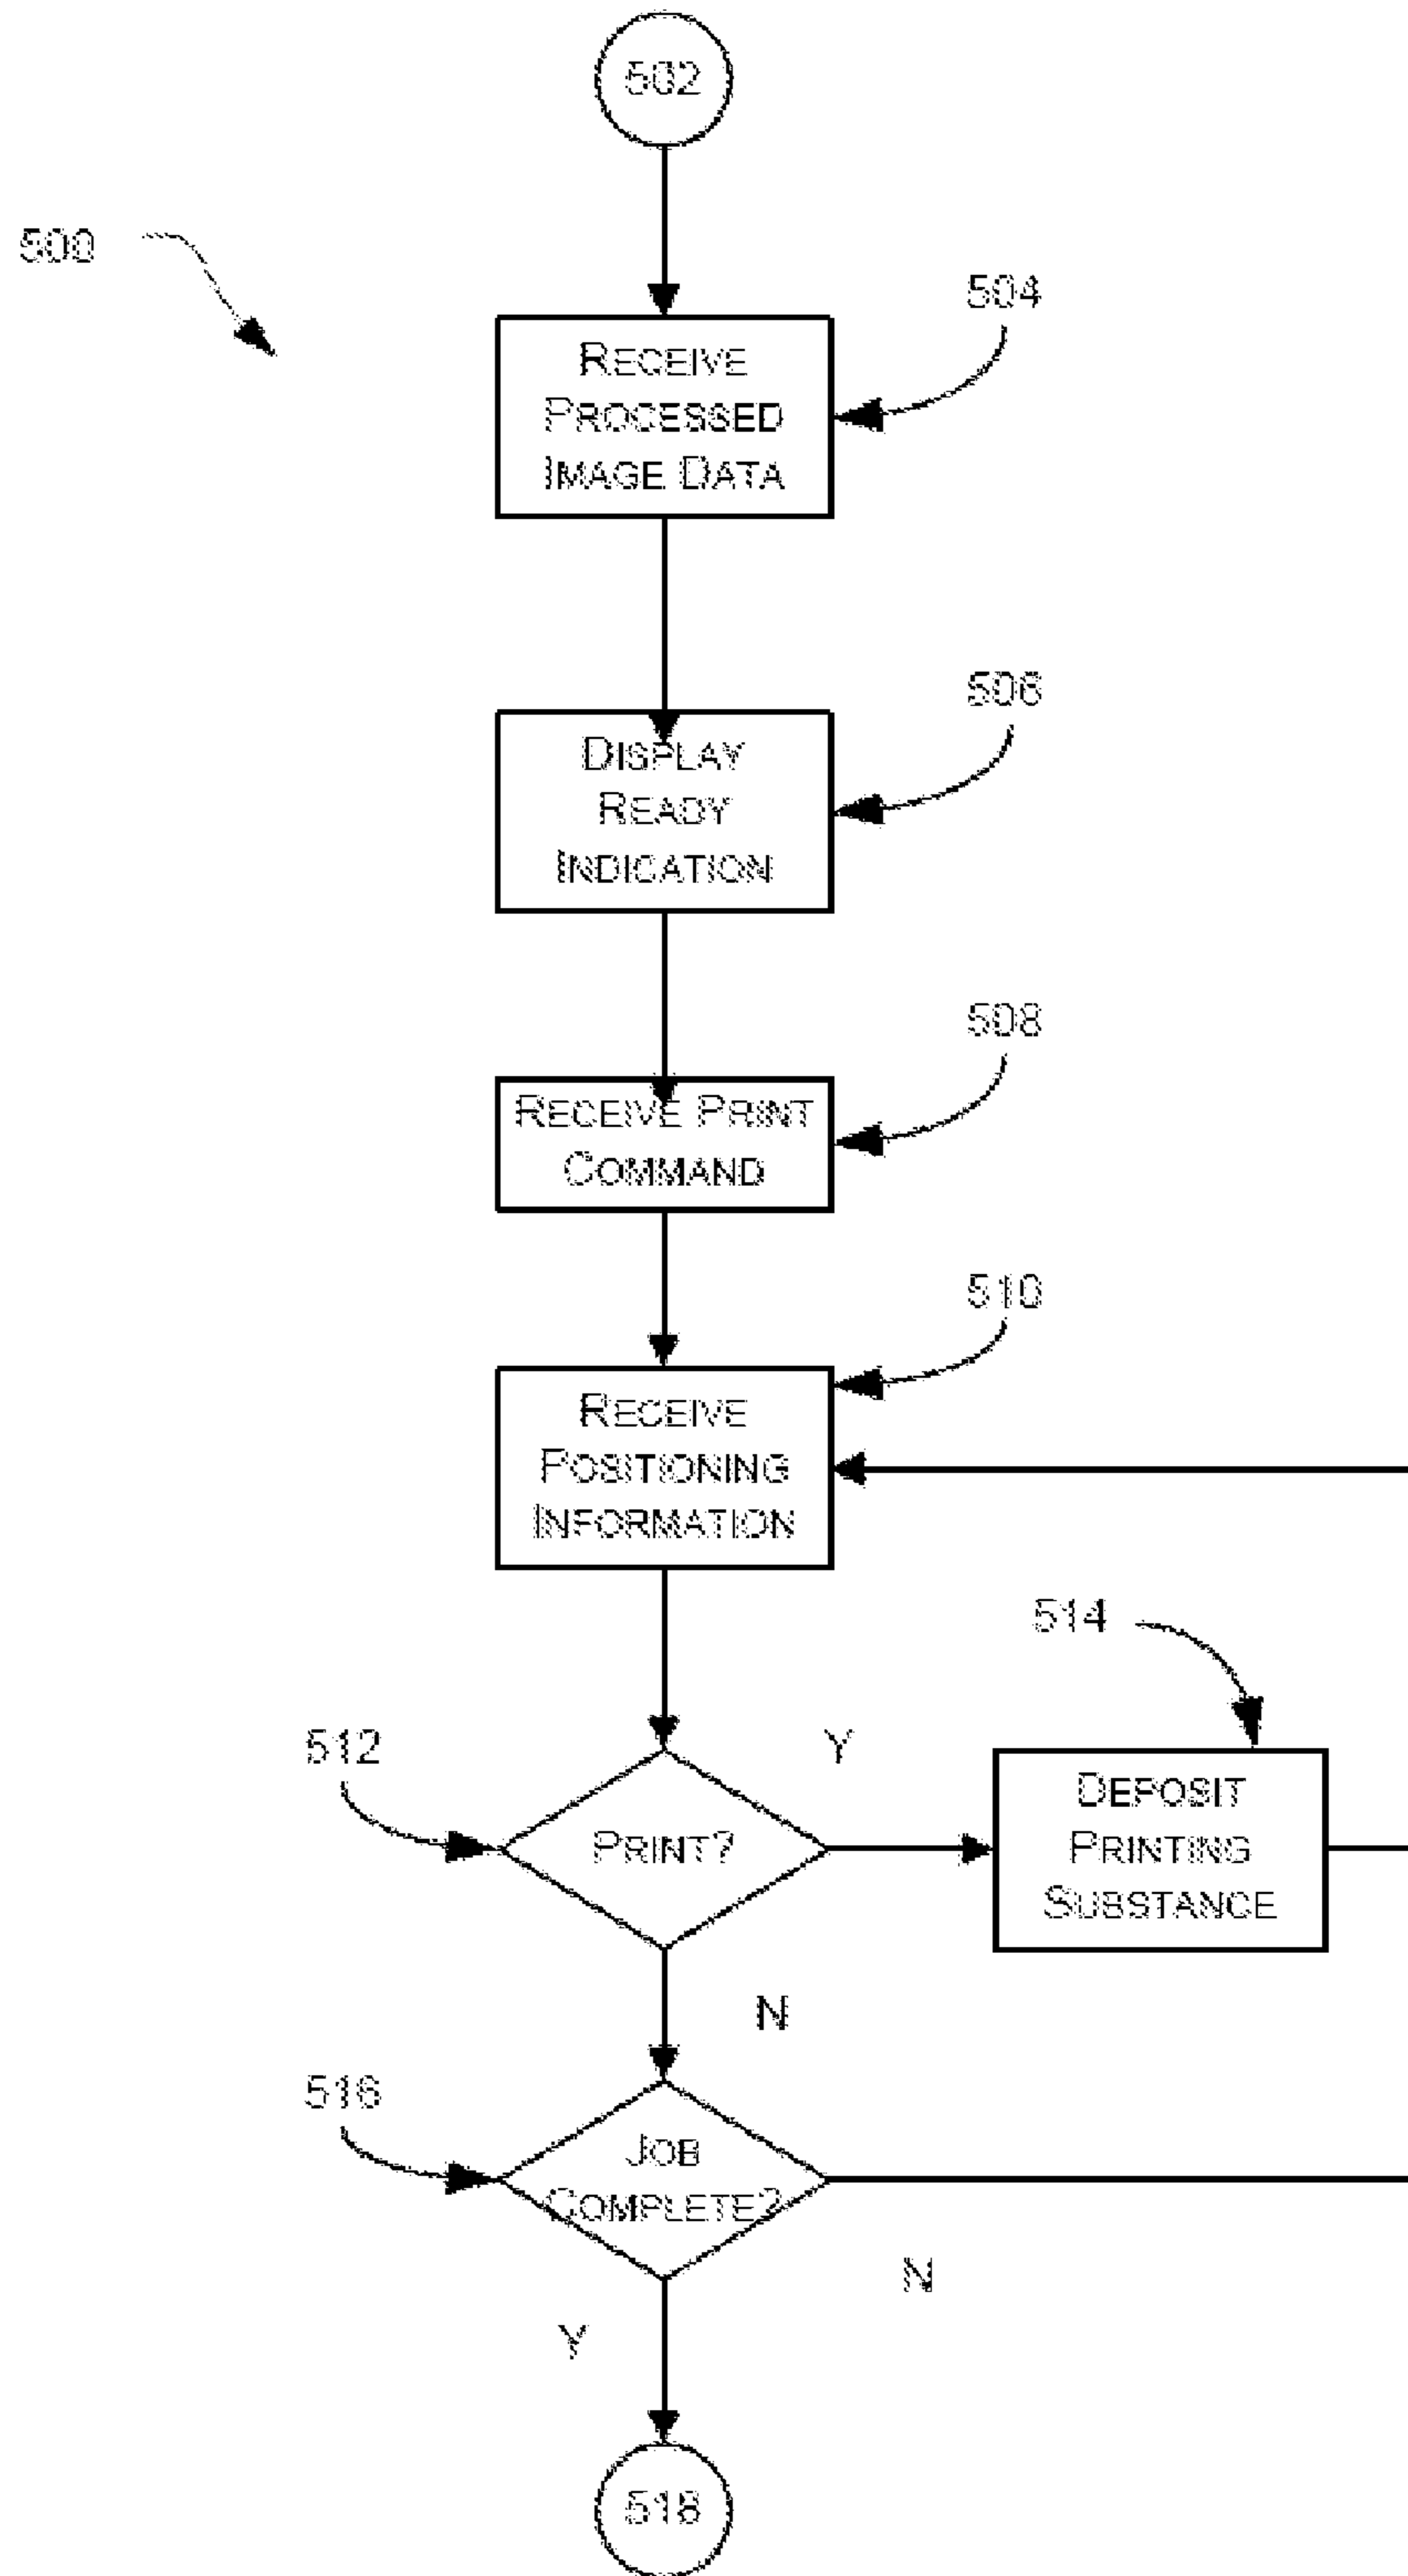 502
500
504
RECEIVE
PROCESSED
IMAGE DATA
506
DISPLAY
READY
INDICATION
508
RECEIVE PRINT
COMMAND
510
RECEIVE
POSITIONING
INFORMATION
514
512
Y
PRINT?
DEPOSIT
PRINTING
SUBSTANCE
N
516
JOB
COMPLETE?
N
Y
518